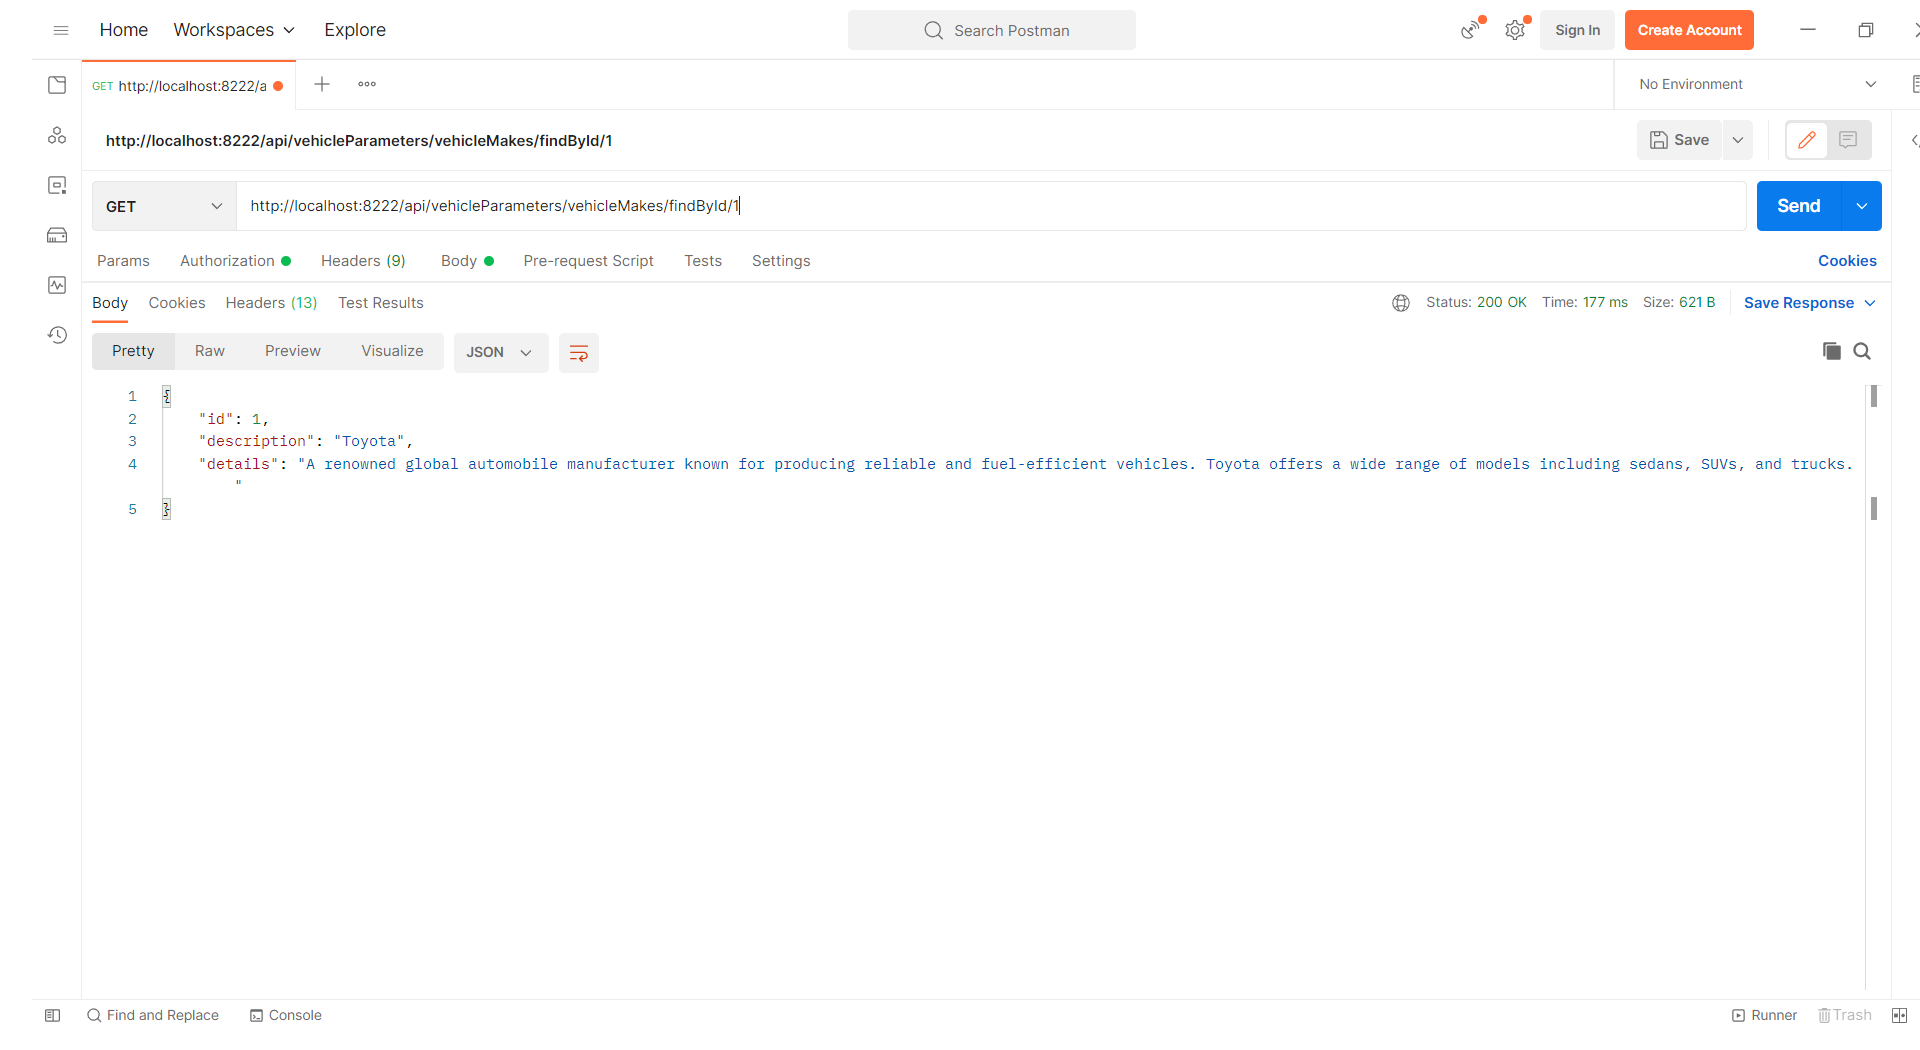 Home Workspaces Explore Search Postman Sign In Create Account
GET http://localhost:8222/a No Environment
http://localhost:8222/api/vehicleParameters/vehicleMakes/findById/1 Save
GET http://localhost:8222/api/vehicleParameters/vehicleMakes/findById/1 Send
Params Authorization Headers (9) Body Pre-request Script Tests Settings Cookies
Body Cookies Headers (13) Test Results Status: 200 OK Time: 177 ms Size: 621 B Save Response
Pretty Raw Preview Visualize JSON
1 {
2 "id": 1,
3 "description": "Toyota",
4 "details": "A renowned global automobile manufacturer known for producing reliable and fuel-efficient vehicles. Toyota offers a wide range of models including sedans, SUVs, and trucks.
"
5 }
Find and Replace Console Runner Trash